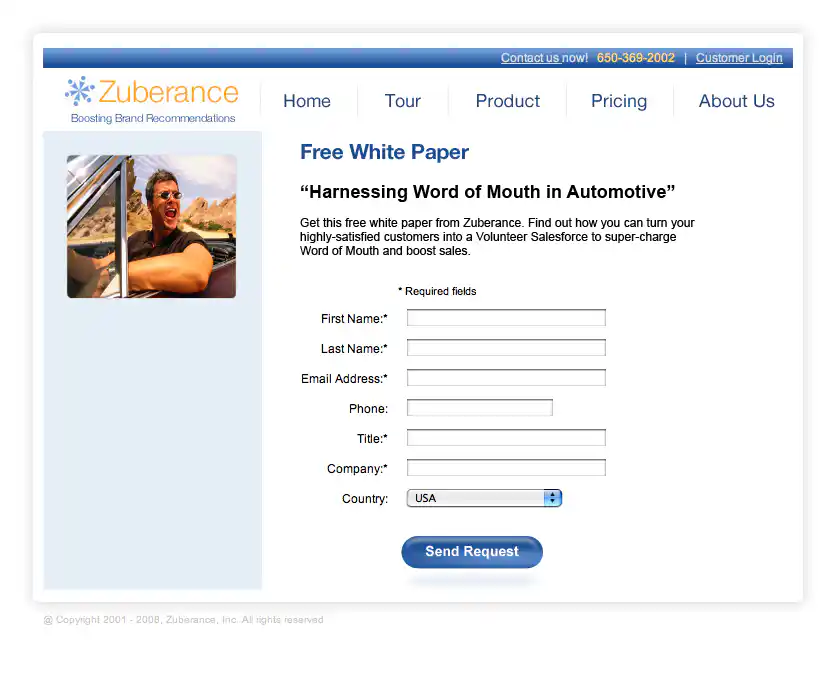 Contact us now! 650-369-2002 | Customer Login
Zuberance
Boosting Brand Recommendations
Home
Tour
Product
Pricing
About Us
Free White Paper
“Harnessing Word of Mouth in Automotive”
Get this free white paper from Zuberance. Find out how you can turn your
highly-satisfied customers into a Volunteer Salesforce to super-charge
Word of Mouth and boost sales.
* Required fields
First Name:*
Last Name:*
Email Address:*
Phone:
Title:*
Company:*
Country:
USA
Send Request
@ Copyright 2001 - 2008, Zuberance, Inc. All rights reserved